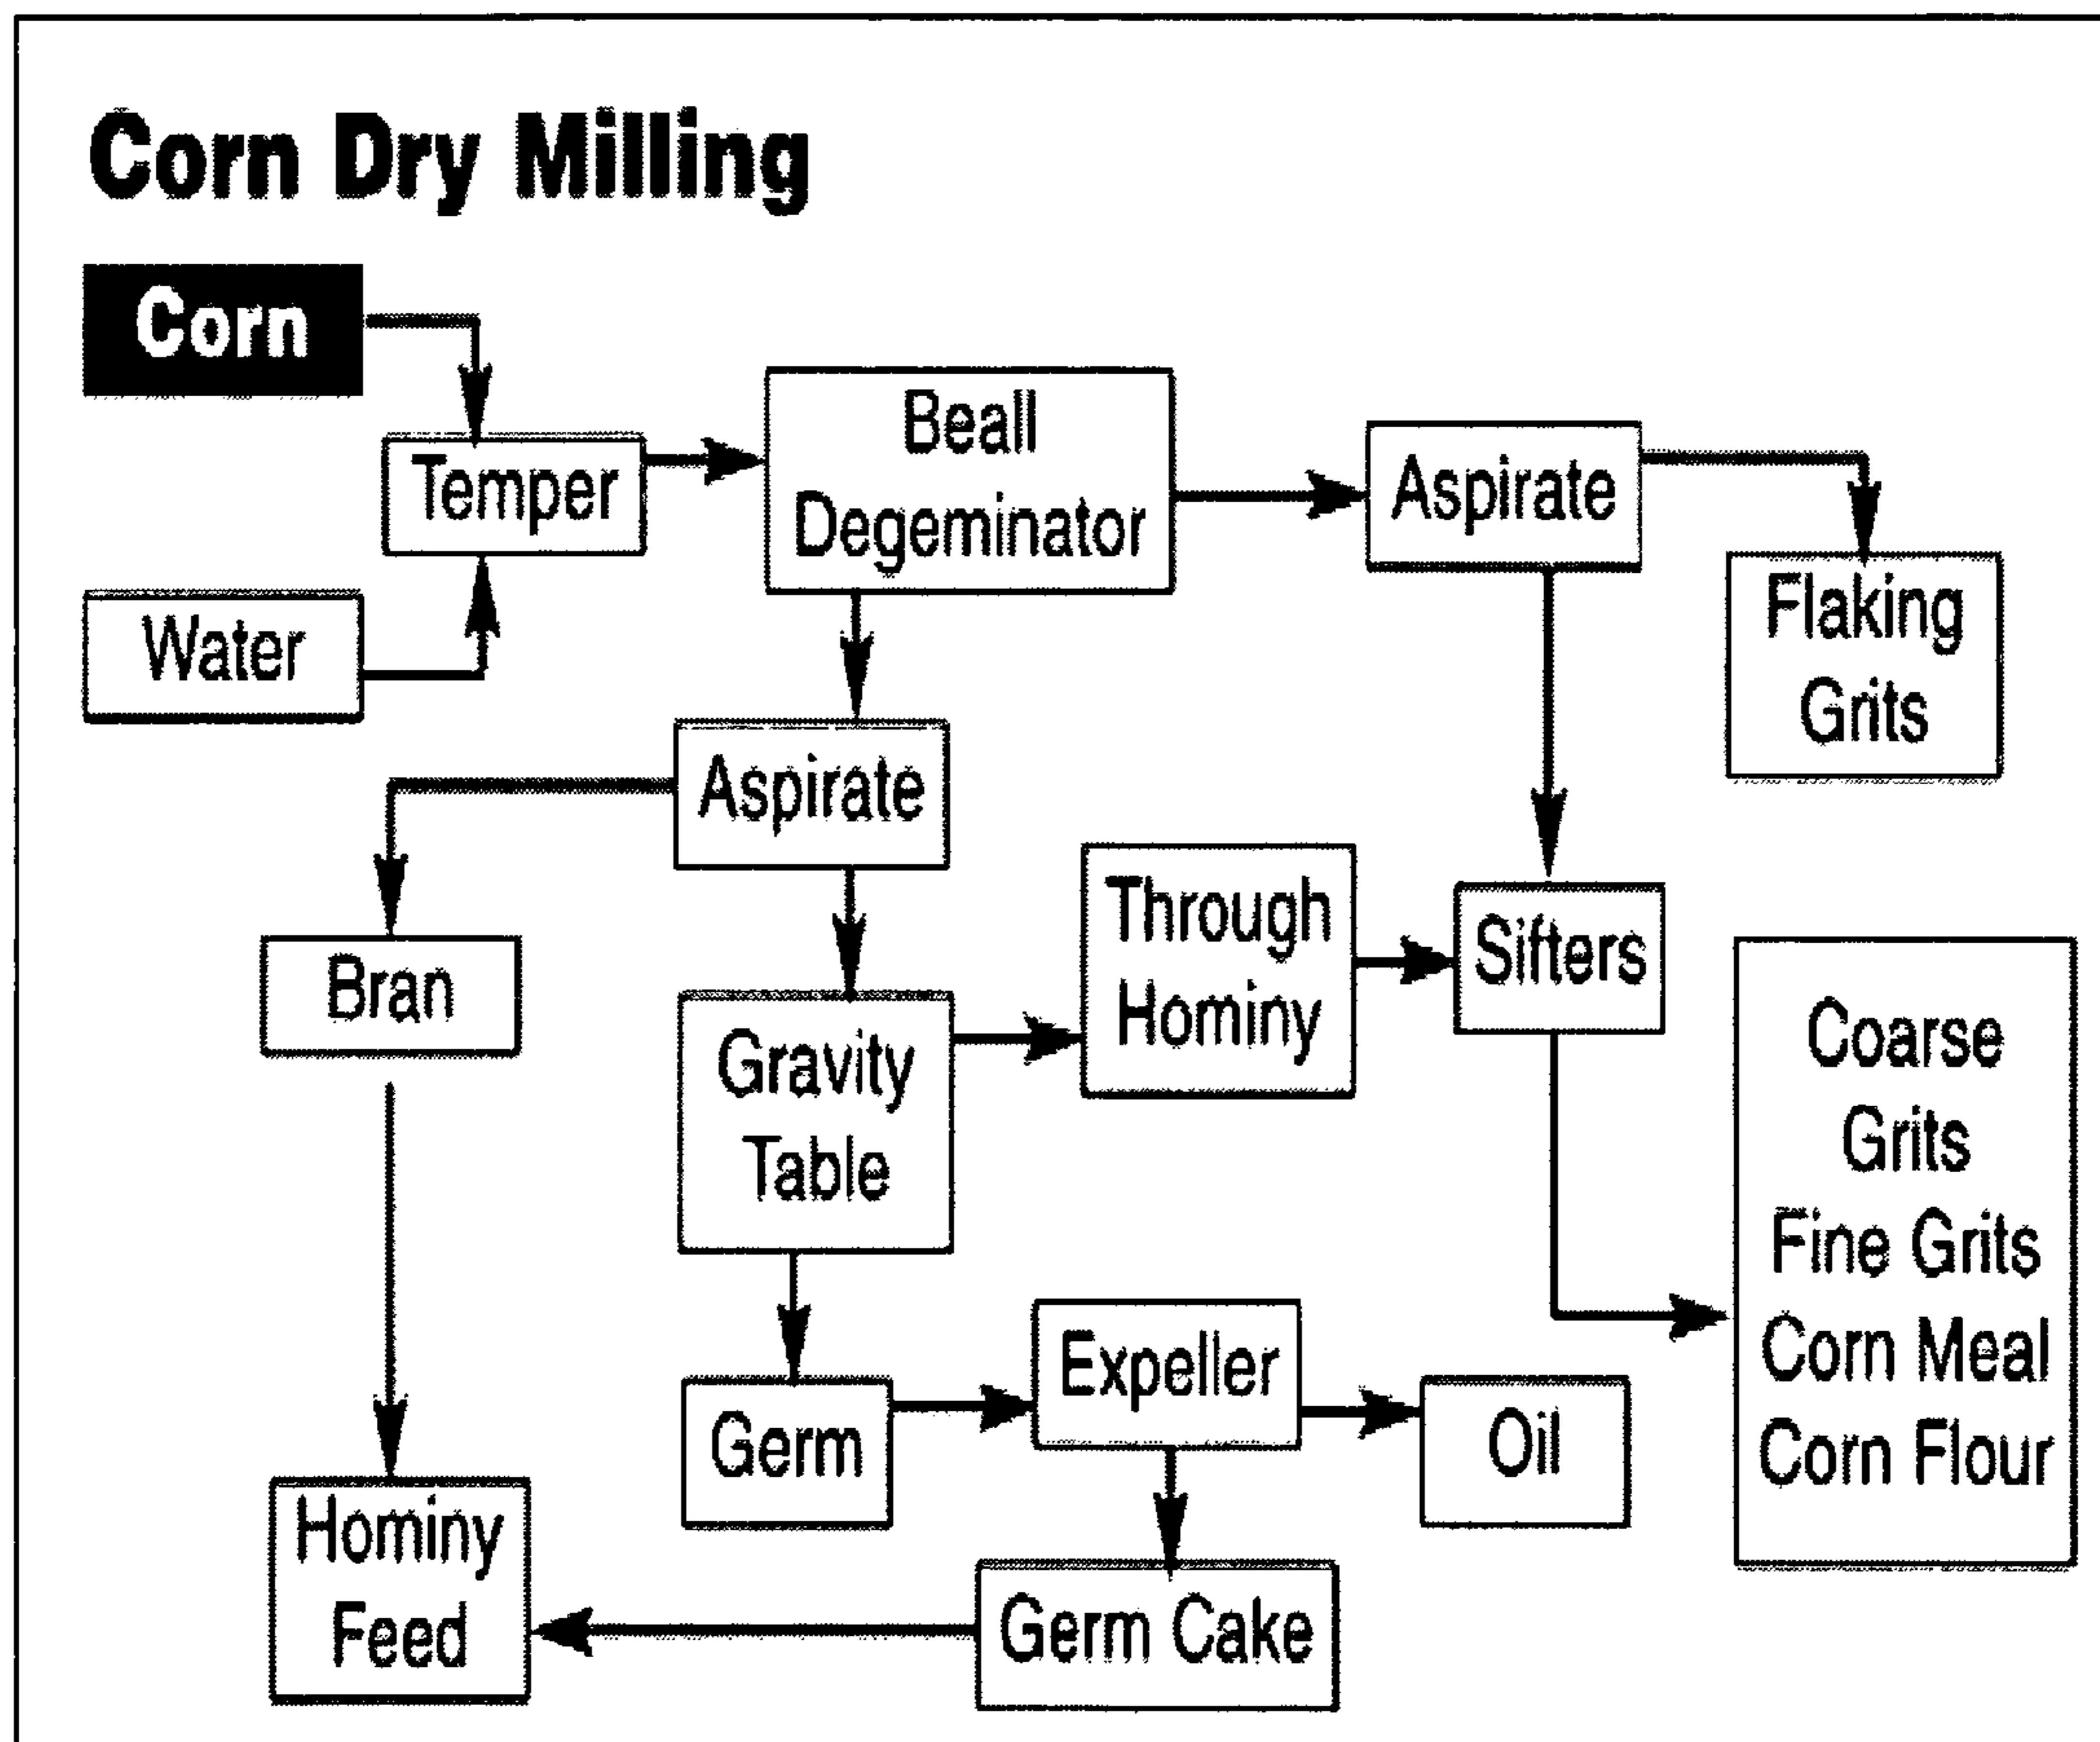 Corn Dry Milling
Corn
Temper
Water
Beall
Degeminator
Aspirate
Flaking
Grits
Aspirate
Bran
Gravity
Table
Through
Hominy
Sifters
Coarse
Grits
Fine Grits
Corn Meal
Corn Flour
Germ
Expeller
Oil
Germ Cake
Hominy
Feed